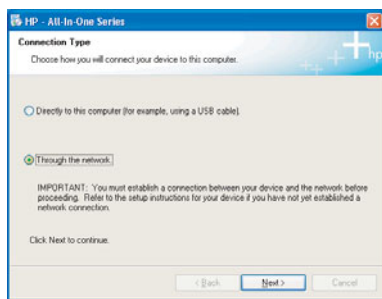 HP - All-In-One Series
Connection Type
Choose how you will connect your device to this computer.
hp
Directly to this computer (for example, using a USB cable).
Through the network.
IMPORTANT: You must establish a connection between your device and the network before
proceeding. Refer to the setup instructions for your device if you have not yet established a
network connection.
Click Next to continue.
< Back Next > Cancel